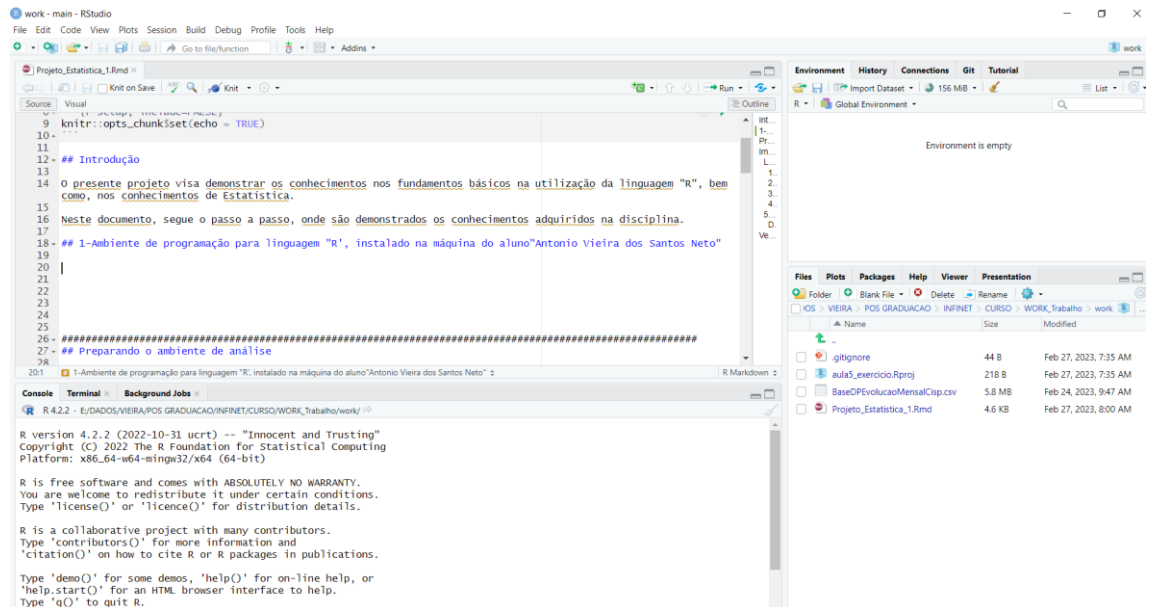 work - main - RStudio
File Edit Code View Plots Session Build Debug Profile Tools Help
Go to file/function Addins work
Projeto_Estatistica_1.Rmd
Knit on Save Knit Run
Source Visual Outline
9 knitr::opts_chunk$set(echo = TRUE)
10 ```
11
12 ## Introdução
13
14 O presente projeto visa demonstrar os conhecimentos nos fundamentos básicos na utilização da linguagem "R", bem
como, nos conhecimentos de Estatística.
15
16 Neste documento, segue o passo a passo, onde são demonstrados os conhecimentos adquiridos na disciplina.
17
18 ## 1-Ambiente de programação para linguagem "R', instalado na máquina do aluno"Antonio Vieira dos Santos Neto"
19
20
21
22
23
24
25
26 ####################################################################################################
27 ## Preparando o ambiente de análise
28
Int...
1-...
Pr...
Im...
L...
1.
2.
3.
4.
5...
D.
Ve...
20:1 1-Ambiente de programação para linguagem "R', instalado na máquina do aluno"Antonio Vieira dos Santos Neto" R Markdown
Console Terminal Background Jobs
R 4.2.2 · E:/DADOS/VIEIRA/POS GRADUACAO/INFINET/CURSO/WORK_Trabalho/work/
R version 4.2.2 (2022-10-31 ucrt) -- "Innocent and Trusting"
Copyright (C) 2022 The R Foundation for Statistical Computing
Platform: x86_64-w64-mingw32/x64 (64-bit)
R is free software and comes with ABSOLUTELY NO WARRANTY.
You are welcome to redistribute it under certain conditions.
Type 'license()' or 'licence()' for distribution details.
R is a collaborative project with many contributors.
Type 'contributors()' for more information and
'citation()' on how to cite R or R packages in publications.
Type 'demo()' for some demos, 'help()' for on-line help, or
'help.start()' for an HTML browser interface to help.
Type 'q()' to quit R.
Environment History Connections Git Tutorial
Import Dataset 156 MiB List
R Global Environment
Environment is empty
Files Plots Packages Help Viewer Presentation
Folder Blank File Delete Rename
VIEIRA > POS GRADUACAO > INFINET > CURSO > WORK_Trabalho > work ...
Name Size Modified
..
.gitignore 44 B Feb 27, 2023, 7:35 AM
aula5_exercicio.Rproj 218 B Feb 27, 2023, 7:35 AM
BaseDPEvolucaoMensalCisp.csv 5.8 MB Feb 24, 2023, 9:47 AM
Projeto_Estatistica_1.Rmd 4.6 KB Feb 27, 2023, 8:00 AM